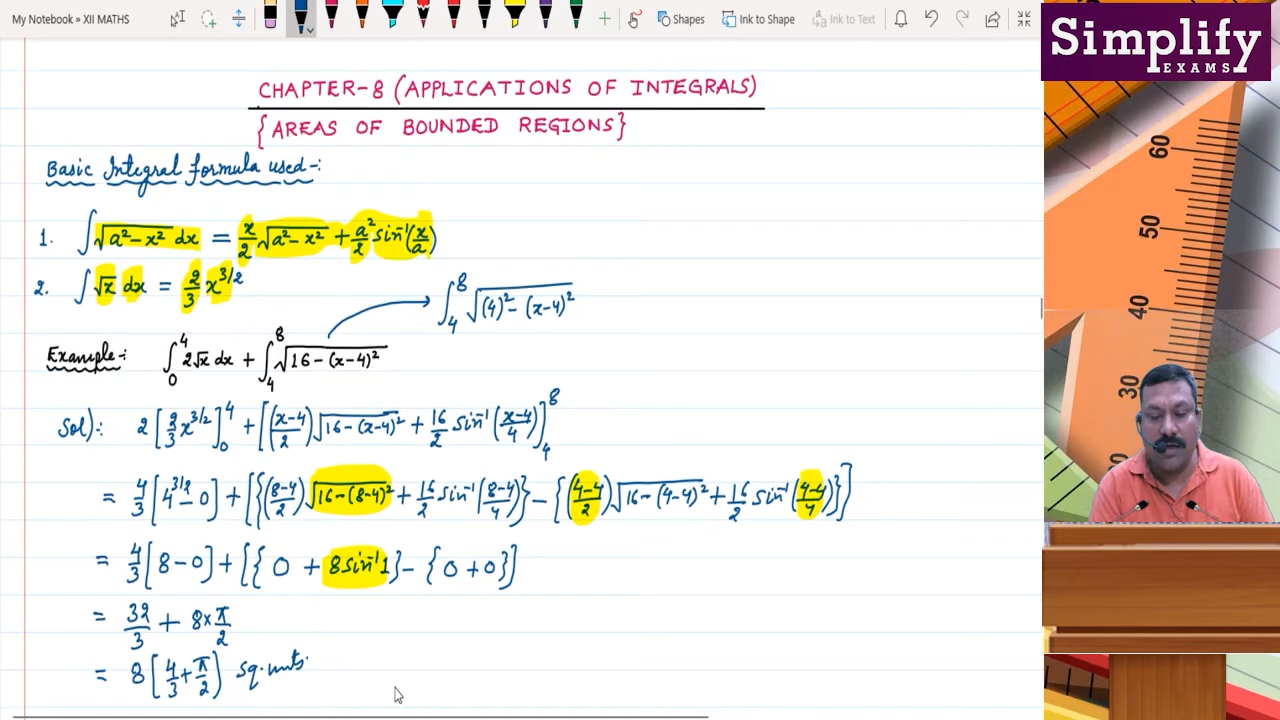 My Notebook » XII MATHS
Shapes
Ink to Shape
Ink to Text
Simplify
EXAMS
CHAPTER-8 (APPLICATIONS OF INTEGRALS)
{AREAS OF BOUNDED REGIONS}
Basic Integral formula used -:
1. ∫√(a²-x²) dx = x/2 √(a²-x²) + a²/2 sin⁻¹(x/a)
2. ∫√x dx = 2/3 x^(3/2)
∫₄⁸ √((4)²-(x-4)²)
Example-: ∫₀⁴ 2√x dx + ∫₄⁸ √(16-(x-4)²)
Sol):- 2[2/3 x^(3/2)]₀⁴ + [((x-4)/2) √(16-(x-4)²) + 16/2 sin⁻¹((x-4)/4)]₄⁸
= 4/3 [4^(3/2) - 0] + [{((8-4)/2) √(16-(8-4)²) + 16/2 sin⁻¹((8-4)/4)} - {((4-4)/2) √(16-(4-4)²) + 16/2 sin⁻¹((4-4)/4)}]
= 4/3 [8-0] + [{0 + 8sin⁻¹1} - {0+0}]
= 32/3 + 8×π/2
= 8[4/3 + π/2] sq.units.
60
50
40
30